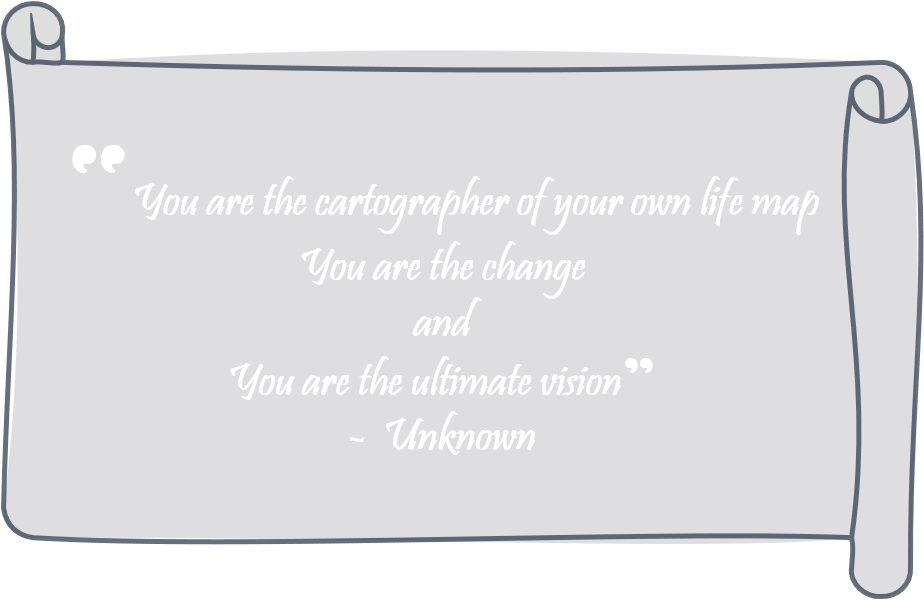 ❟❟ You are the cartographer of your own life map
You are the change
and
You are the ultimate vision”
~ Unknown